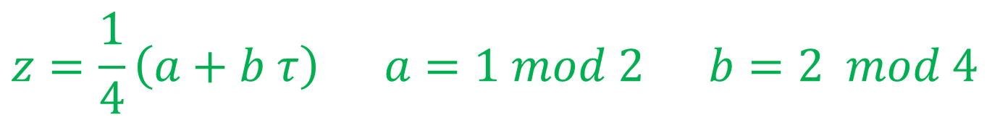 z = 1/4 (a + b τ)   a = 1 mod 2   b = 2 mod 4